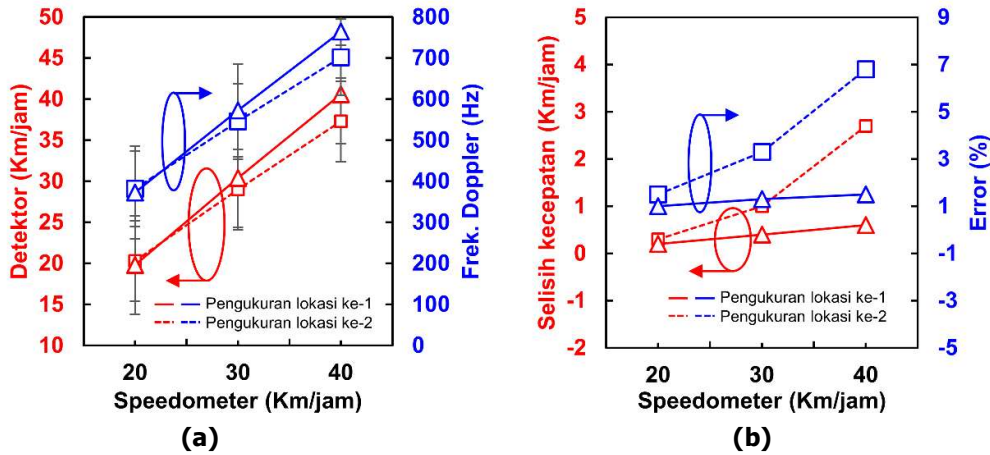 50
45
40
35
30
25
20
15
10
Detektor (Km/jam)
800
700
600
500
400
300
200
100
0
Frek. Doppler (Hz)
Pengukuran lokasi ke-1
Pengukuran lokasi ke-2
20 30 40
Speedometer (Km/jam)
(a)
5
4
3
2
1
0
-1
-2
Selisih kecepatan (Km/jam)
9
7
5
3
1
-1
-3
-5
Error (%)
Pengukuran lokasi ke-1
Pengukuran lokasi ke-2
20 30 40
Speedometer (Km/jam)
(b)